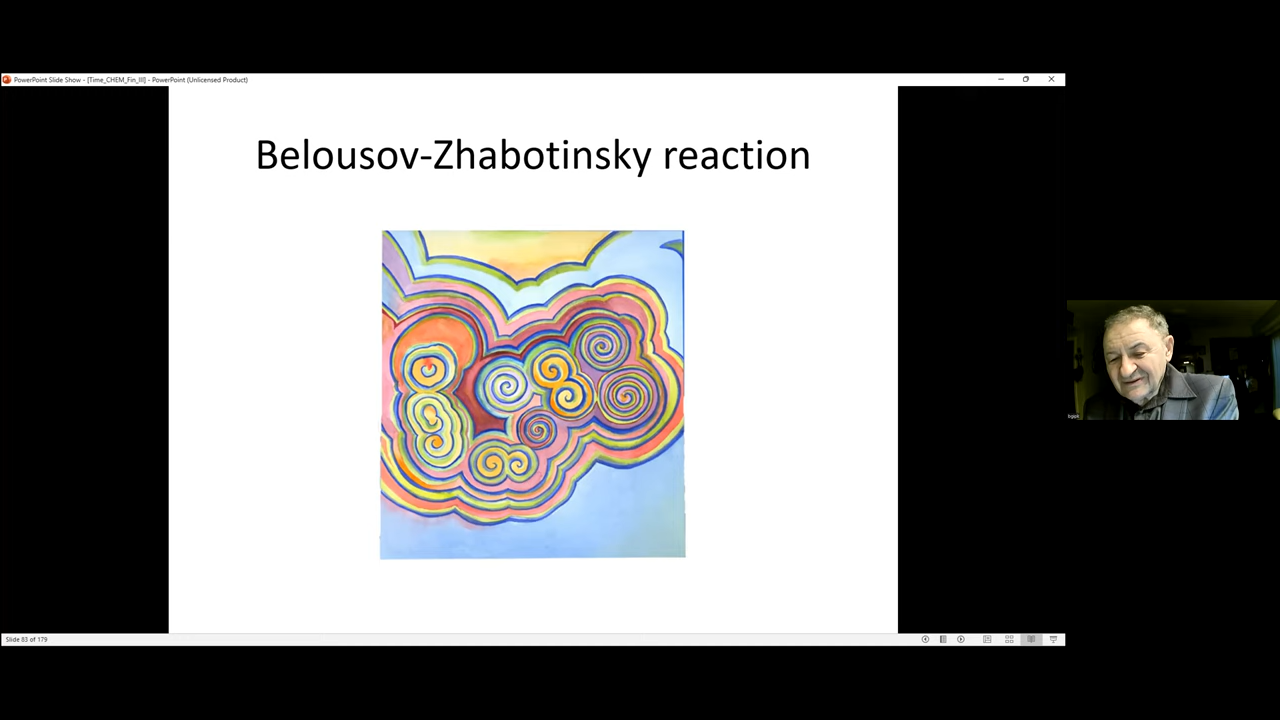 PowerPoint Slide Show - [Time_CHEM_Fin_III] - PowerPoint (Unlicensed Product)
Belousov-Zhabotinsky reaction
Slide 83 of 179